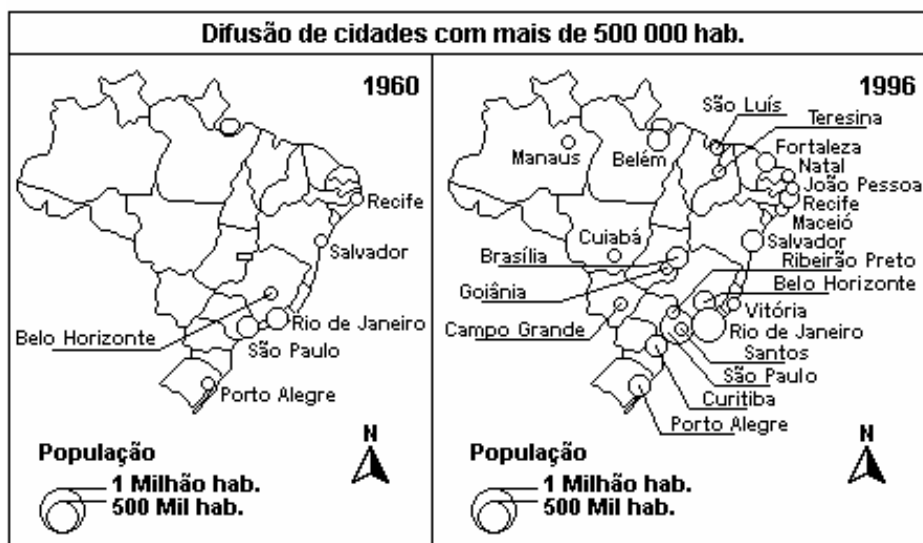 Difusão de cidades com mais de 500 000 hab.
1960
Recife
Salvador
Belo Horizonte
Rio de Janeiro
São Paulo
Porto Alegre
População
1 Milhão hab.
500 Mil hab.
N
1996
São Luís
Teresina
Manaus
Belém
Fortaleza
Natal
João Pessoa
Recife
Maceió
Cuiabá
Salvador
Brasília
Ribeirão Preto
Goiânia
Belo Horizonte
Vitória
Campo Grande
Rio de Janeiro
Santos
São Paulo
Curitiba
Porto Alegre
População
1 Milhão hab.
500 Mil hab.
N